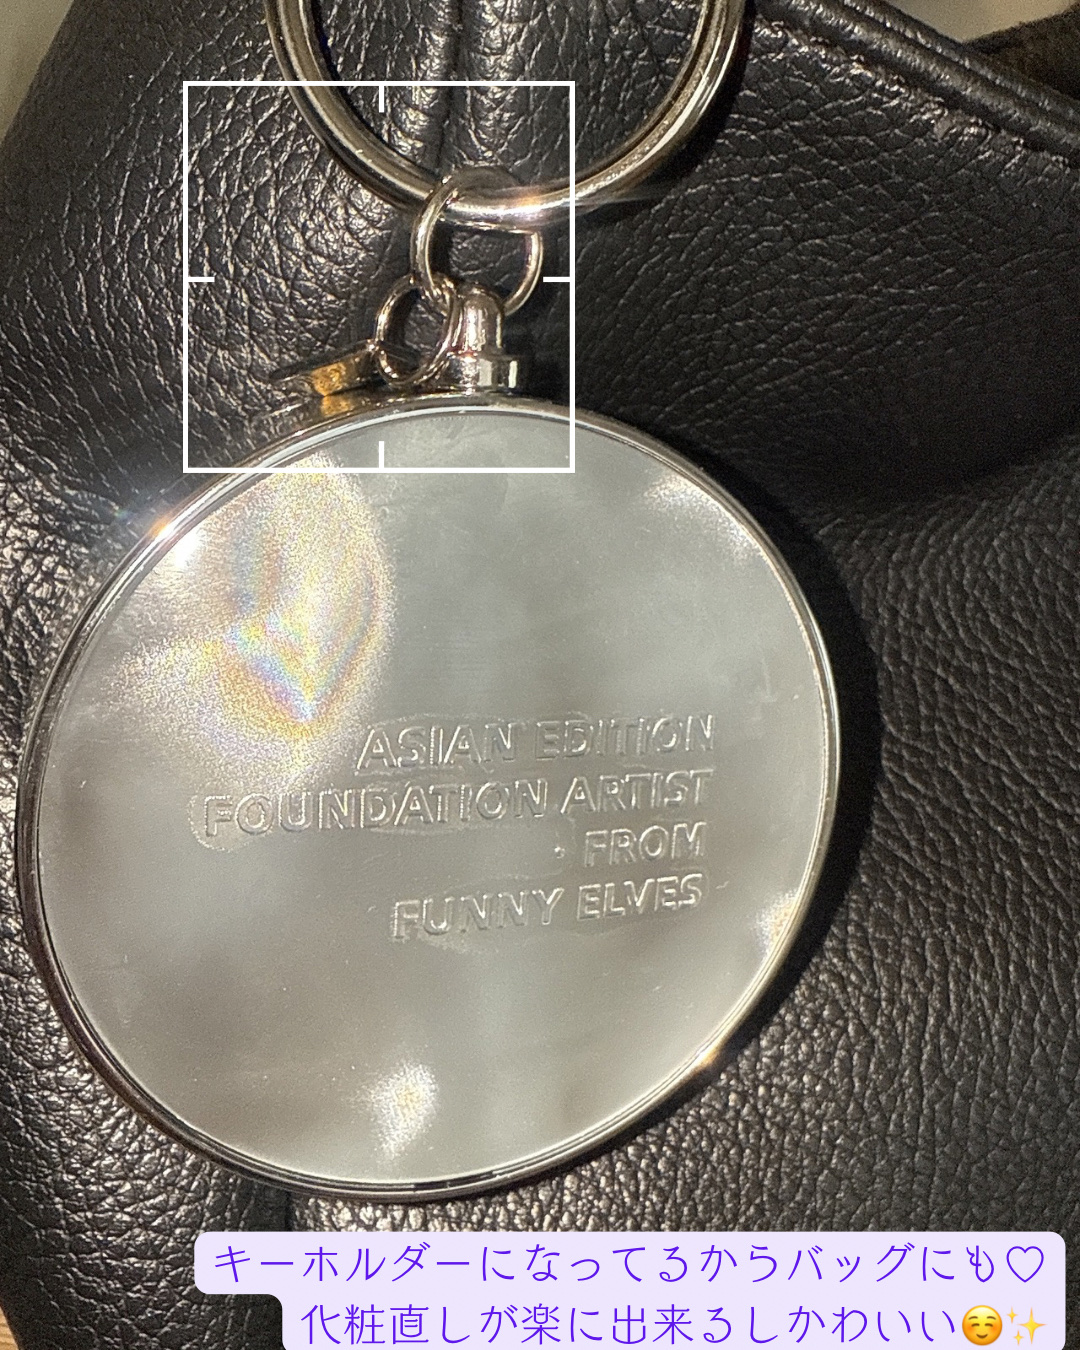 ASIAN EDITION
FOUNDATION ARTIST
FROM
FUNNY ELVES
キーホルダーになってるからバッグにも♡
化粧直しが楽に出来るしかわいい☺️✨